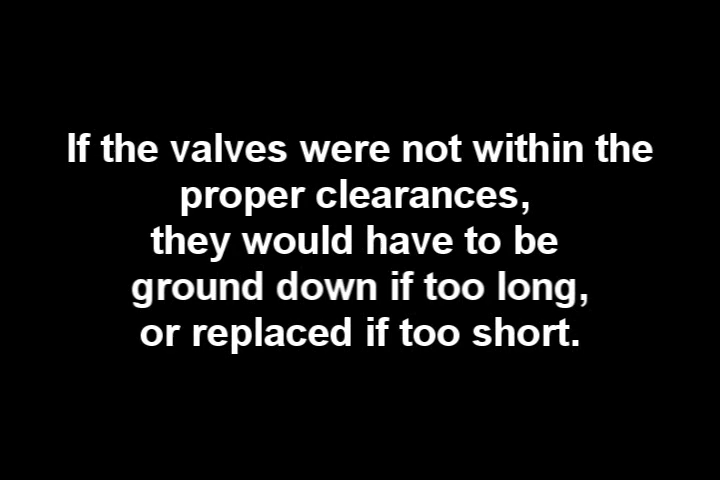 If the valves were not within the
proper clearances,
they would have to be
ground down if too long,
or replaced if too short.